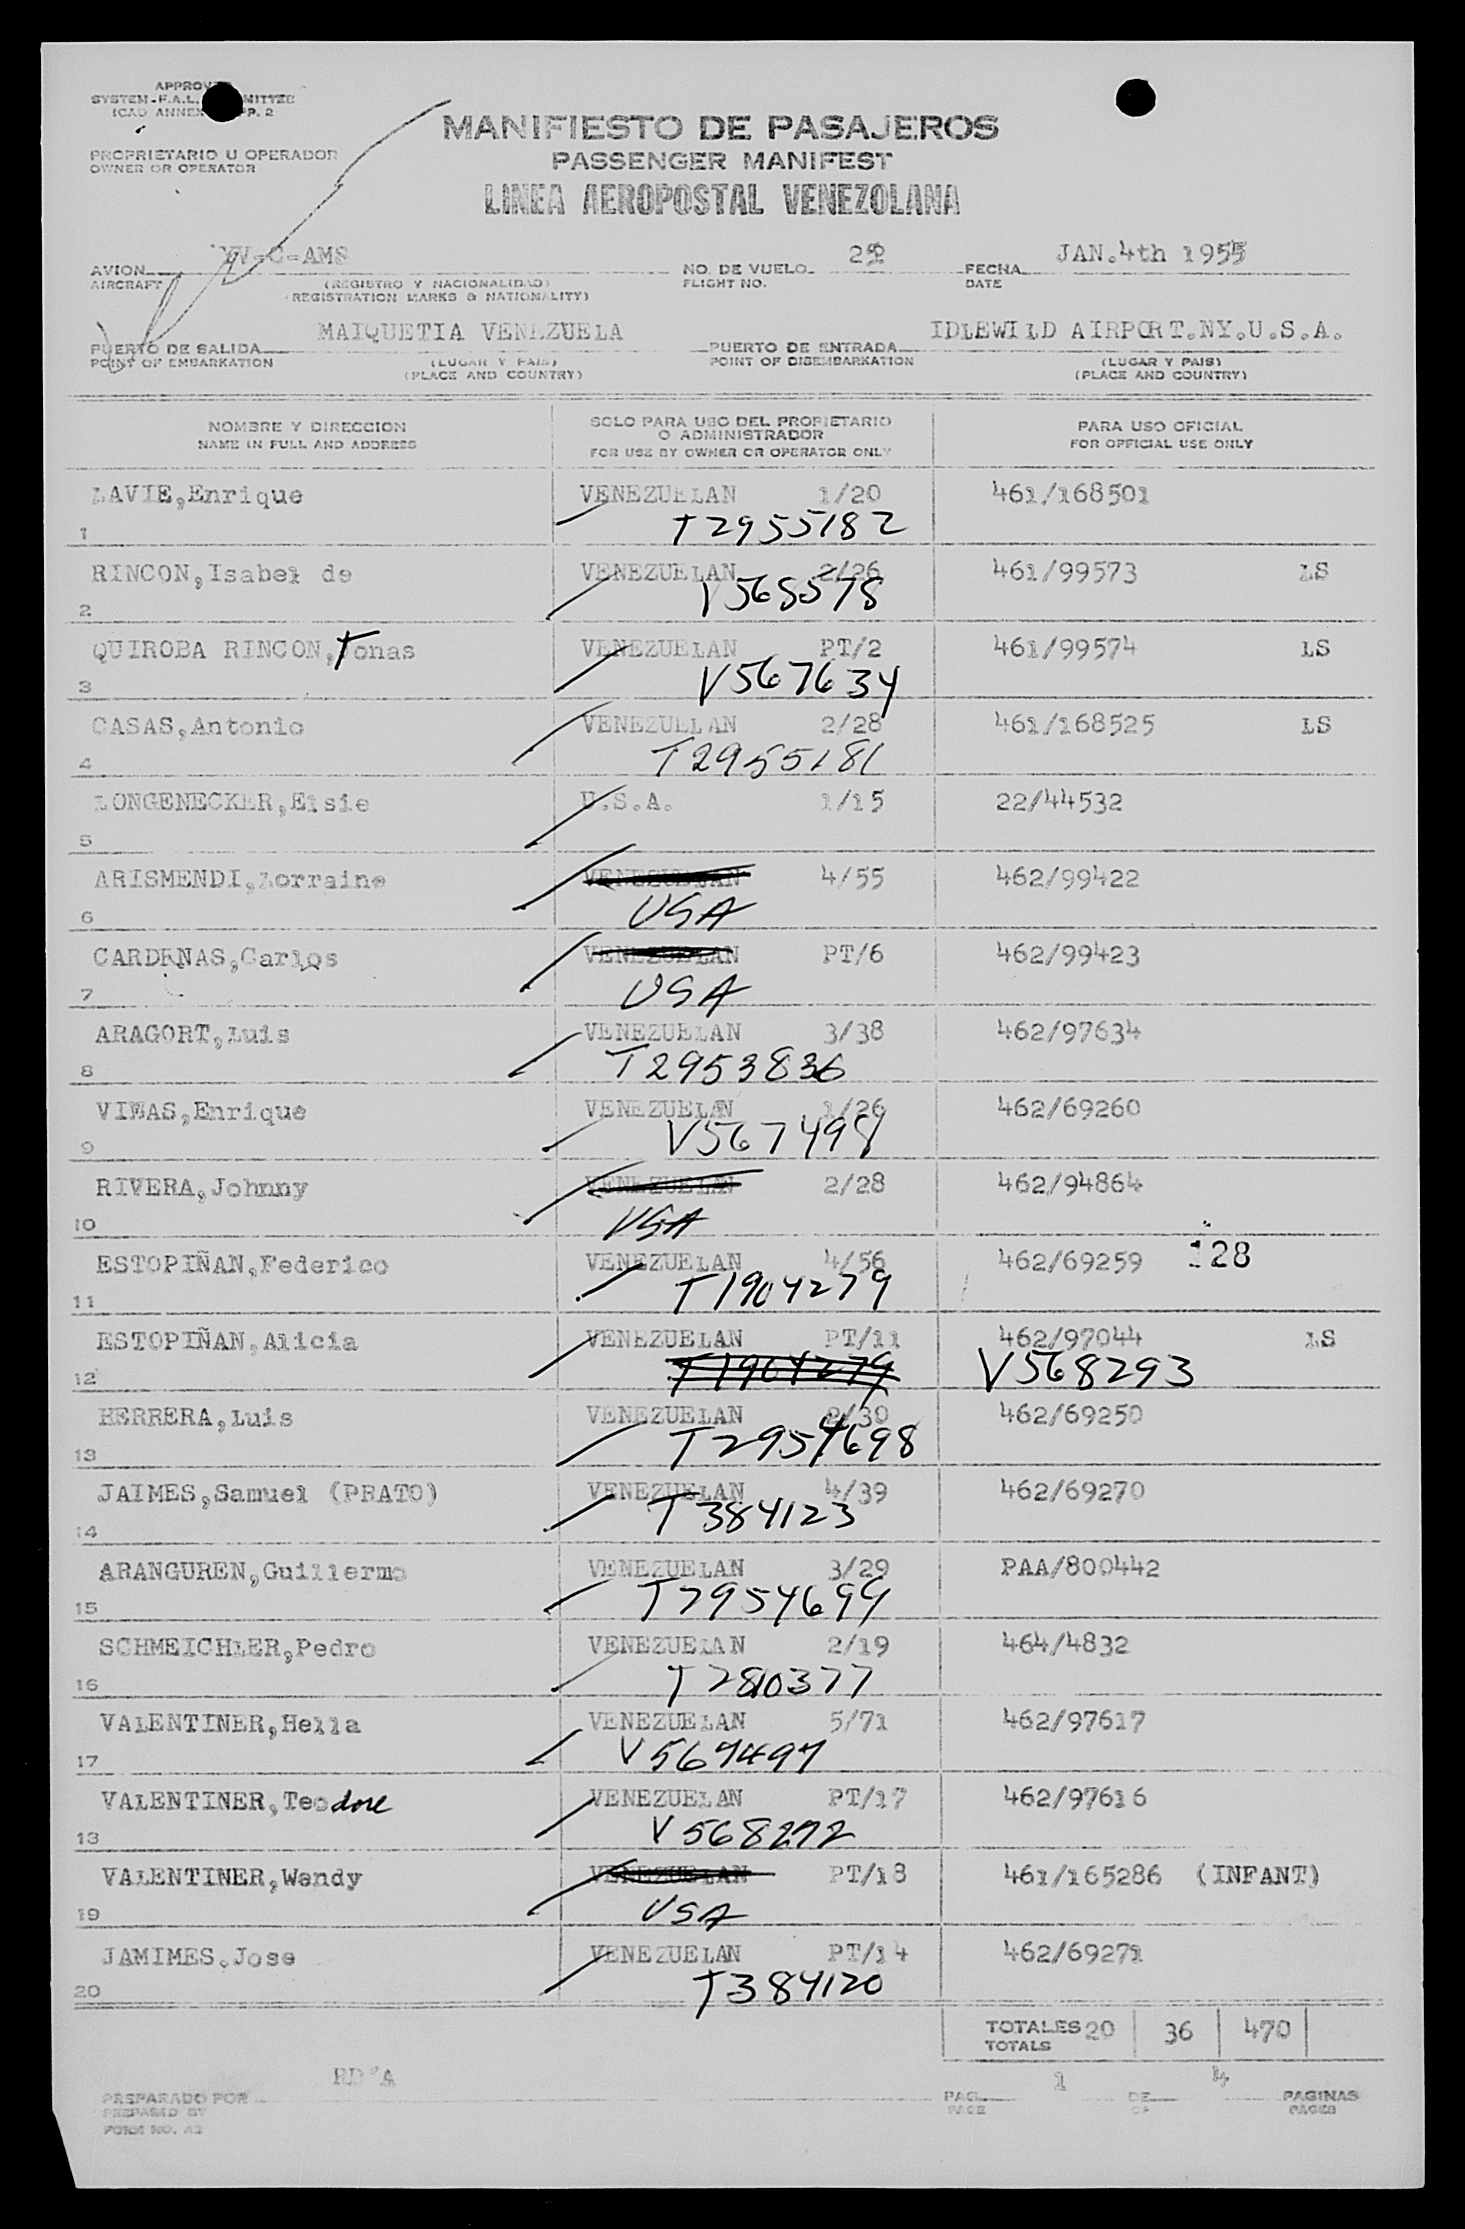 MANIFIESTO DE PASAJEROS
PROPRIETARIO U OPERADOR
OWNER OR OPERATOR
PASSENGER MANIFEST
LINEA AEROPOSTAL VENEZOLANA
AVION YV-C-AMS NO. DE VUELO FECHA JAN.4th 1955
AIRCRAFT (REGISTRO Y NACIONALIDAD) FLIGHT NO. DATE
(REGISTRATION MARKS & NATIONALITY)
PUERTO DE SALIDA MAIQUETIA VENEZUELA PUERTO DE ENTRADA IDLEWILD AIRPORT.NY.U.S.A.
POINT OF EMBARKATION (LUGAR Y PAIS) POINT OF DISEMBARKATION (LUGAR Y PAIS)
(PLACE AND COUNTRY) (PLACE AND COUNTRY)
NOMBRE Y DIRECCION SOLO PARA USO DEL PROPIETARIO O ADMINISTRADOR PARA USO OFICIAL
NAME IN FULL AND ADDRESS FOR USE BY OWNER OR OPERATOR ONLY FOR OFFICIAL USE ONLY
LAVIE,Enrique VENEZUELAN 1/20 461/168501
1 T2955182
RINCON,Isabel de VENEZUELAN 2/26 461/99573 LS
2 V568578
QUIROBA RINCON,Jonas VENEZUELAN PT/2 461/99574 LS
3 V567634
CASAS,Antonio VENEZUELAN 2/28 461/168525 LS
4 T2955181
LONGENECKER,Elsie U.S.A. 1/15 22/44532
5
ARISMENDI,Lorraine VENEZUELAN 4/55 462/99422
6 USA
CARDENAS,Carlos VENEZUELAN PT/6 462/99423
7 USA
ARAGORT,Luis VENEZUELAN 3/38 462/97634
8 T2953836
VIMAS,Enrique VENEZUELAN 1/26 462/69260
9 V567498
RIVERA,Johnny VENEZUELAN 2/28 462/94864
10 USA
ESTOPIÑAN,Federico VENEZUELAN 4/56 462/69259 128
11 T1904279
ESTOPIÑAN,Alicia VENEZUELAN PT/11 462/97044 LS
12 T1904279 V568293
HERRERA,Luis VENEZUELAN 2/30 462/69250
13 T2954698
JAIMES,Samuel (PRATO) VENEZUELAN 4/39 462/69270
14 T384123
ARANGUREN,Guillermo VENEZUELAN 3/29 PAA/800442
15 T2954699
SCHMEICHLER,Pedro VENEZUELAN 2/19 464/4832
16 T2810377
VALENTINER,Hella VENEZUELAN 5/71 462/97617
17 V567497
VALENTINER,Teodore VENEZUELAN PT/17 462/97616
18 V568272
VALENTINER,Wendy VENEZUELAN PT/18 461/165286 (INFANT)
19 USA
JAMIMES,Jose VENEZUELAN PT/14 462/69271
20 T384120
TOTALES 20 36 470
TOTALS
PREPARADO POR RD'A PAG. 1 DE 4 PAGINAS
PREPARED BY PAGE OF PAGES
FORM NO. A2